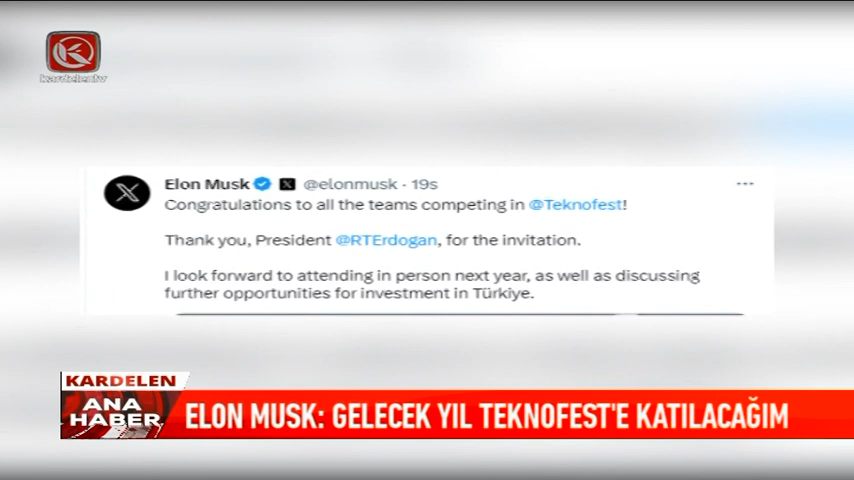 kardelentv
Elon Musk @elonmusk · 19s
Congratulations to all the teams competing in @Teknofest!
Thank you, President @RTErdogan, for the invitation.
I look forward to attending in person next year, as well as discussing
further opportunities for investment in Türkiye.
KARDELEN
ANA
HABER
ELON MUSK: GELECEK YIL TEKNOFEST'E KATILACAĞIM